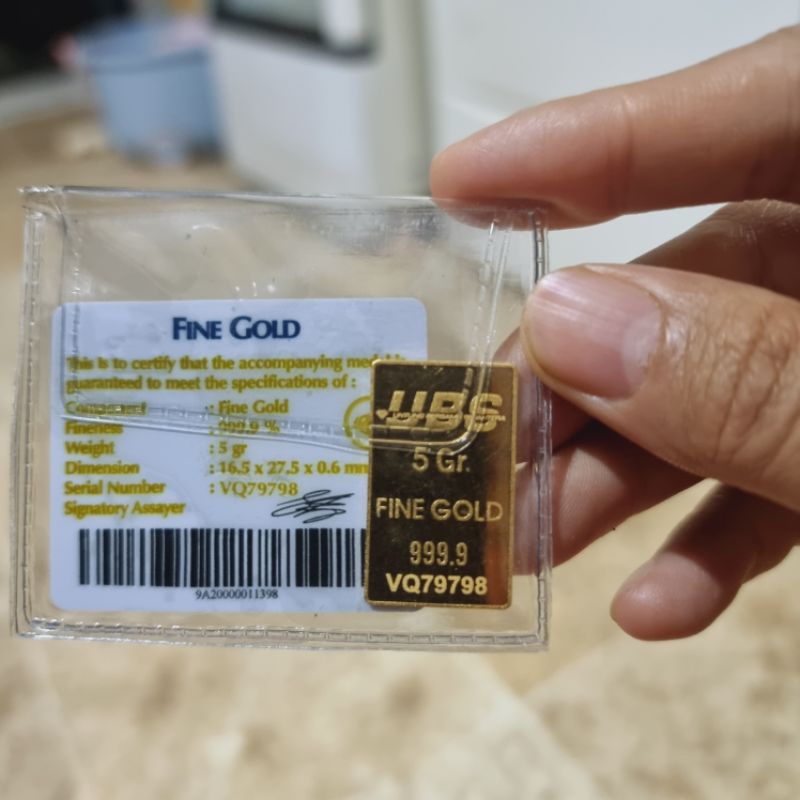 FINE GOLD
This is to certify that the accompanying
guaranteed to meet the specifications of :
Component : Fine Gold
Fineness : 999.9 %
Weight : 5 gr
Dimension : 16.5 x 27.5 x 0.6 mm
Serial Number : VQ79798
Signatory Assayer
9A20000011398
UBS
5 Gr.
FINE GOLD
999.9
VQ79798